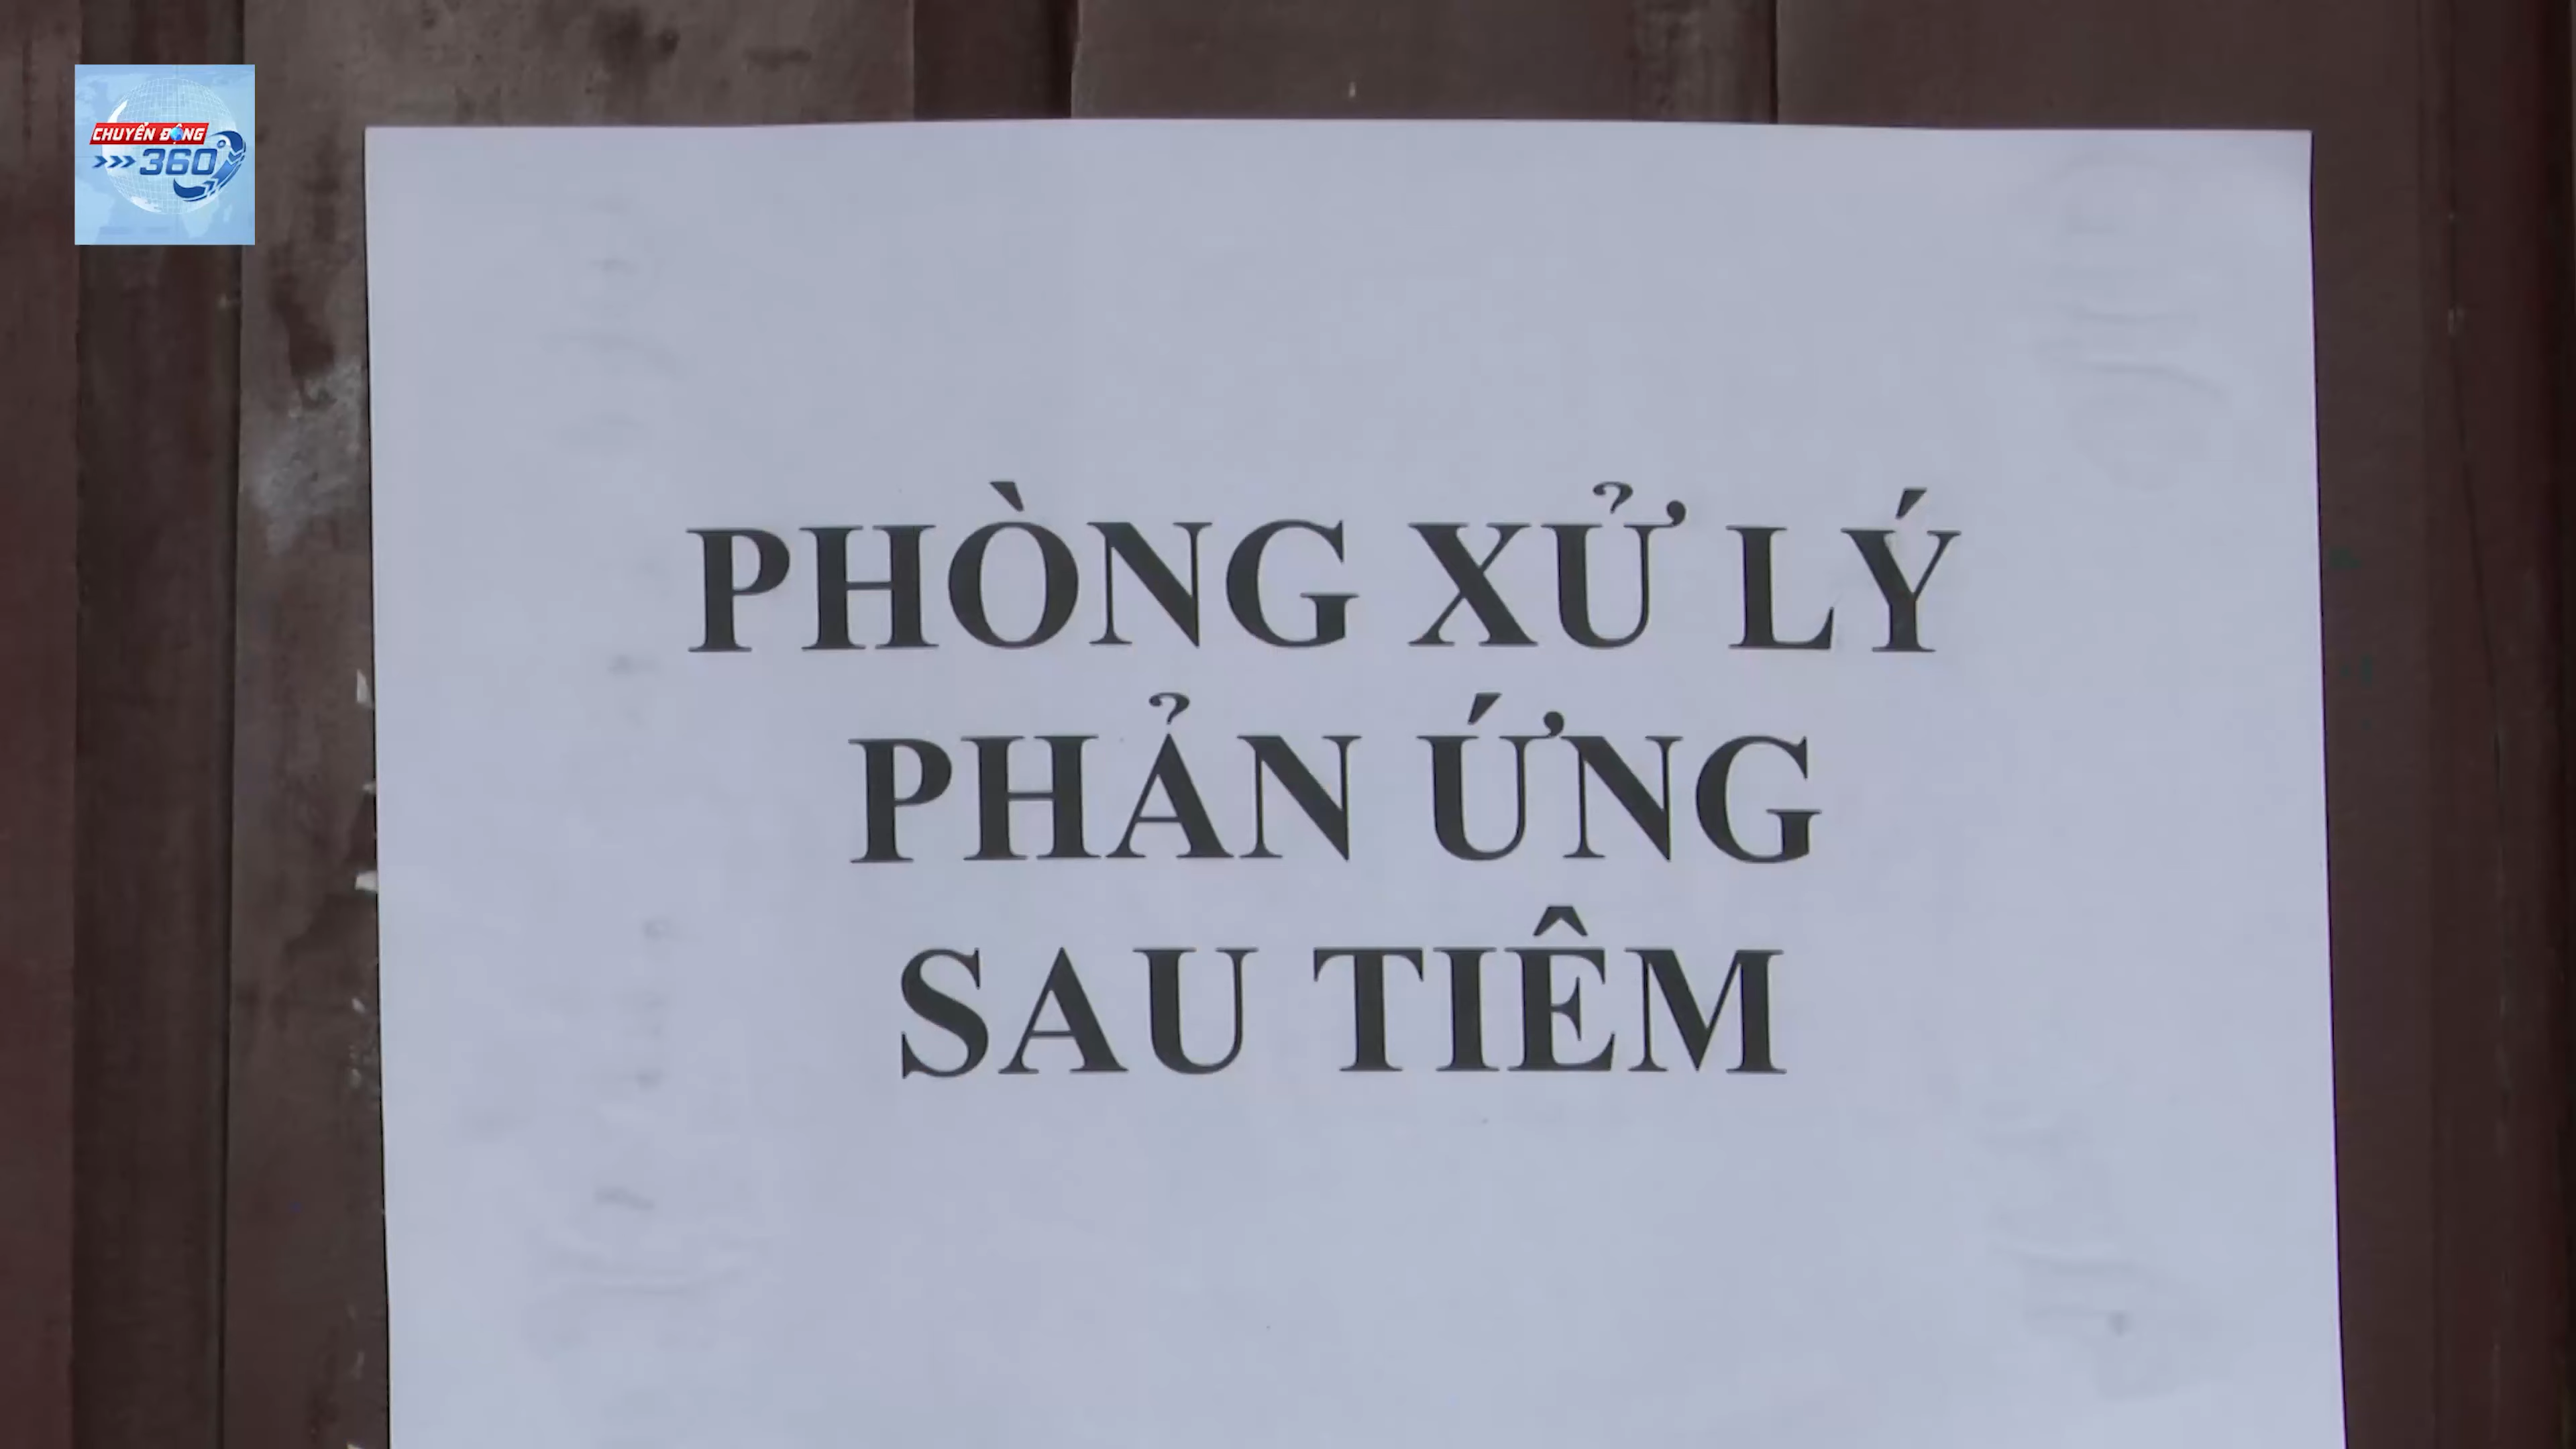 CHUYỂN ĐỘNG
360°
PHÒNG XỬ LÝ
PHẢN ỨNG
SAU TIÊM